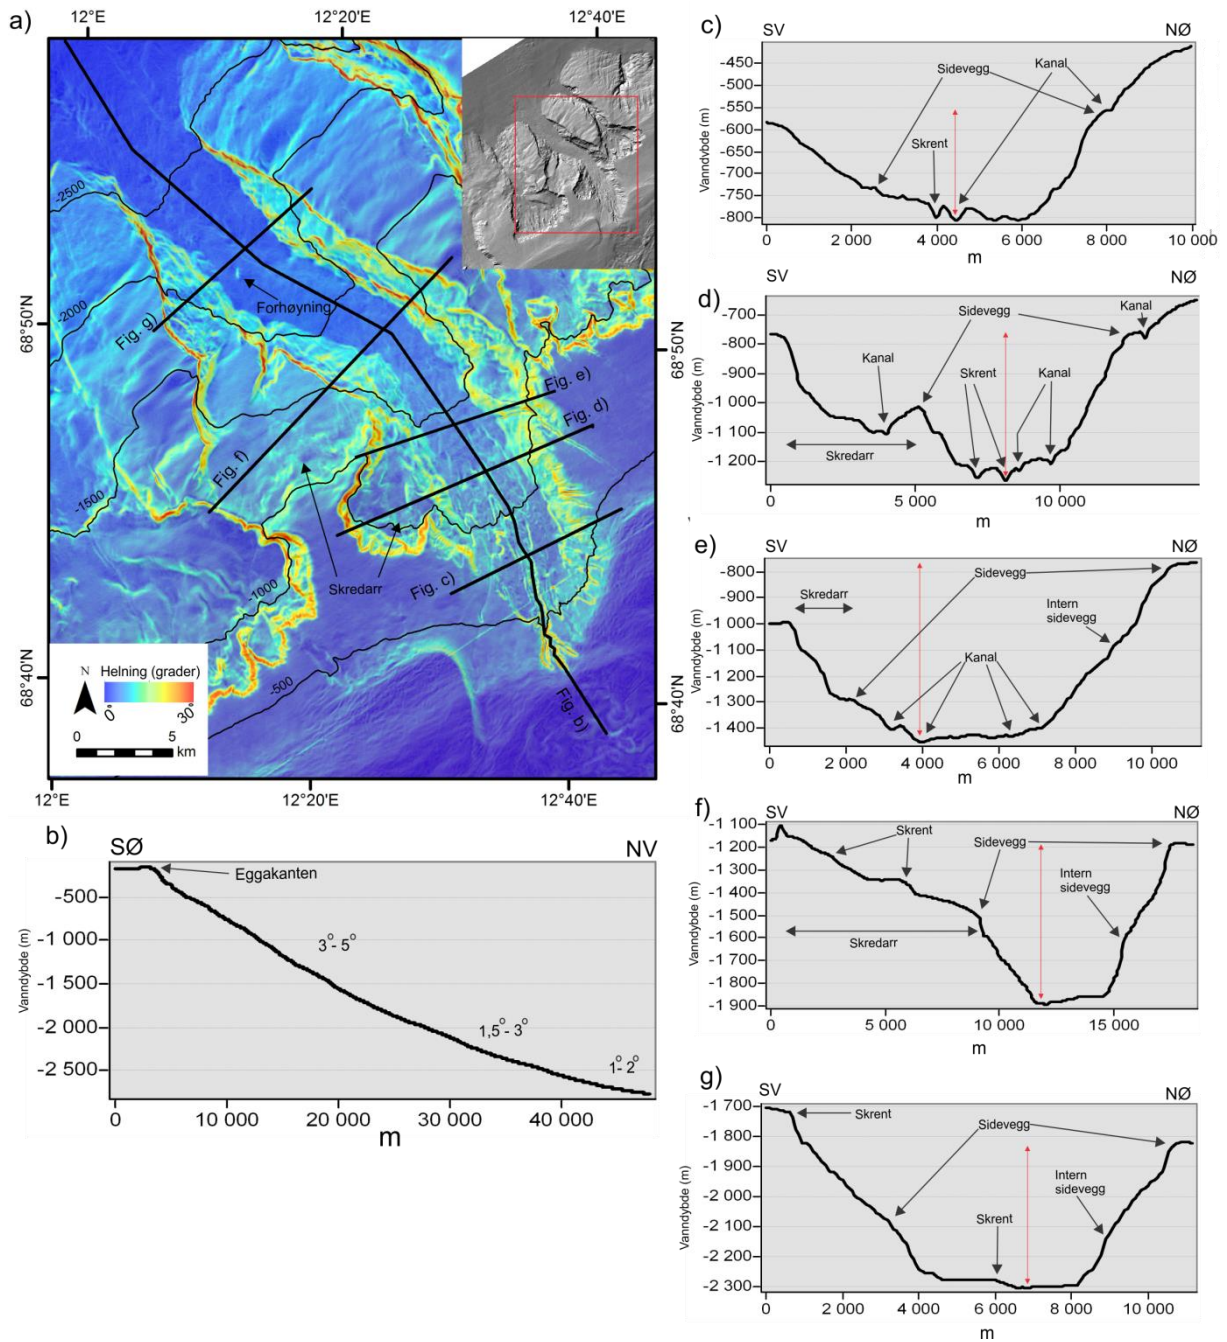 a)
12°E
12°20'E
12°40'E
68°50'N
68°40'N
68°50'N
68°40'N
-2500
-2000
-1500
-1000
-500
Forhøyning
Fig. g)
Fig. f)
Fig. e)
Fig. d)
Fig. c)
Fig. b)
Skredarr
N
Helning (grader)
0°
30°
0
5
km
12°E
12°20'E
12°40'E
b)
SØ
NV
Eggakanten
Vanndybde (m)
-500
-1 000
-1 500
-2 000
-2 500
3°- 5°
1,5°- 3°
1°- 2°
0
10 000
20 000
30 000
40 000
m
c)
SV
NØ
Vanndybde (m)
-450
-500
-550
-600
-650
-700
-750
-800
Sidevegg
Kanal
Skrent
0
2 000
4 000
6 000
8 000
10 000
m
d)
SV
NØ
Vanndybde (m)
-700
-800
-900
-1 000
-1 100
-1 200
Sidevegg
Kanal
Kanal
Skrent
Kanal
Skredarr
0
5 000
10 000
m
e)
SV
NØ
Vanndybde (m)
-800
-900
-1 000
-1 100
-1 200
-1 300
-1 400
Skredarr
Sidevegg
Intern
sidevegg
Kanal
0
2 000
4 000
6 000
8 000
10 000
m
f)
SV
NØ
Vanndybde (m)
-1 100
-1 200
-1 300
-1 400
-1 500
-1 600
-1 700
-1 800
-1 900
Skrent
Sidevegg
Intern
sidevegg
Skredarr
0
5 000
10 000
15 000
m
g)
SV
NØ
Vanndybde (m)
-1 700
-1 800
-1 900
-2 000
-2 100
-2 200
-2 300
Skrent
Sidevegg
Intern
sidevegg
Skrent
0
2 000
4 000
6 000
8 000
10 000
m